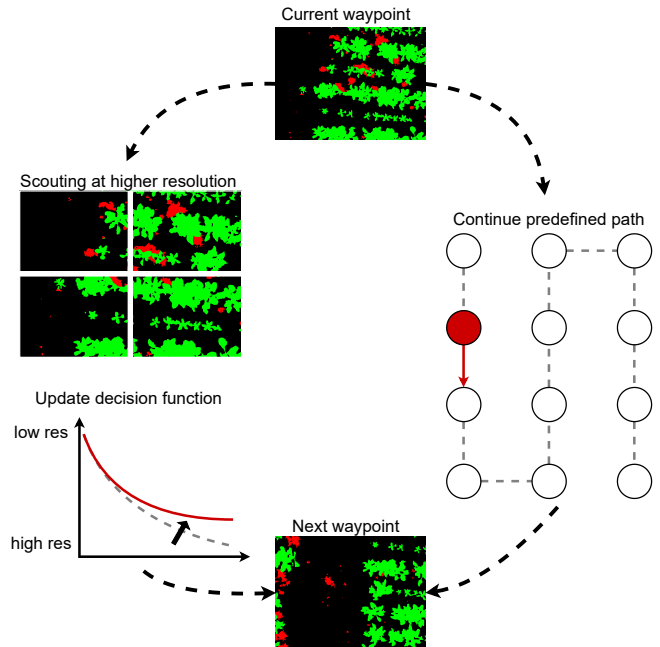 Current waypoint
Scouting at higher resolution
Continue predefined path
Update decision function
low res
high res
Next waypoint